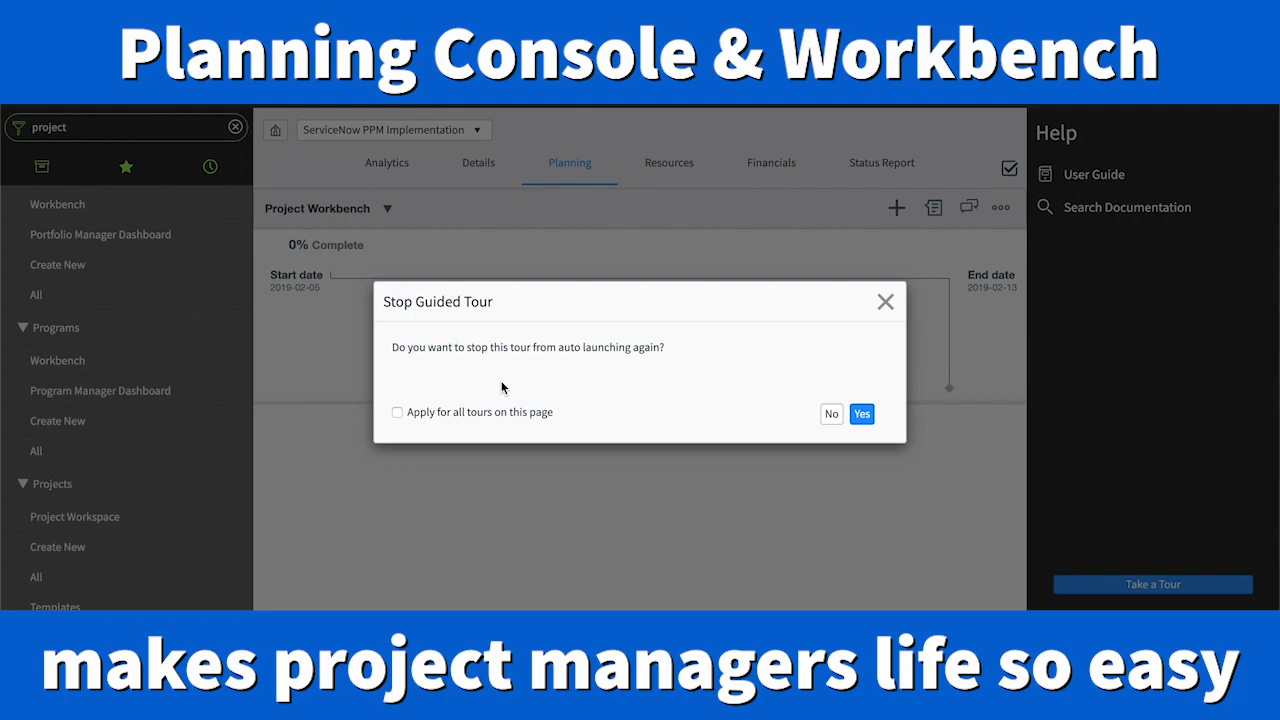 Planning Console & Workbench
project
ServiceNow PPM Implementation
Analytics
Details
Planning
Resources
Financials
Status Report
Help
User Guide
Search Documentation
Workbench
Portfolio Manager Dashboard
Create New
All
Programs
Workbench
Program Manager Dashboard
Create New
All
Projects
Project Workspace
Create New
All
Templates
Project Workbench
0% Complete
Start date
2019-02-05
End date
2019-02-13
Stop Guided Tour
Do you want to stop this tour from auto launching again?
Apply for all tours on this page
No
Yes
Take a Tour
makes project managers life so easy